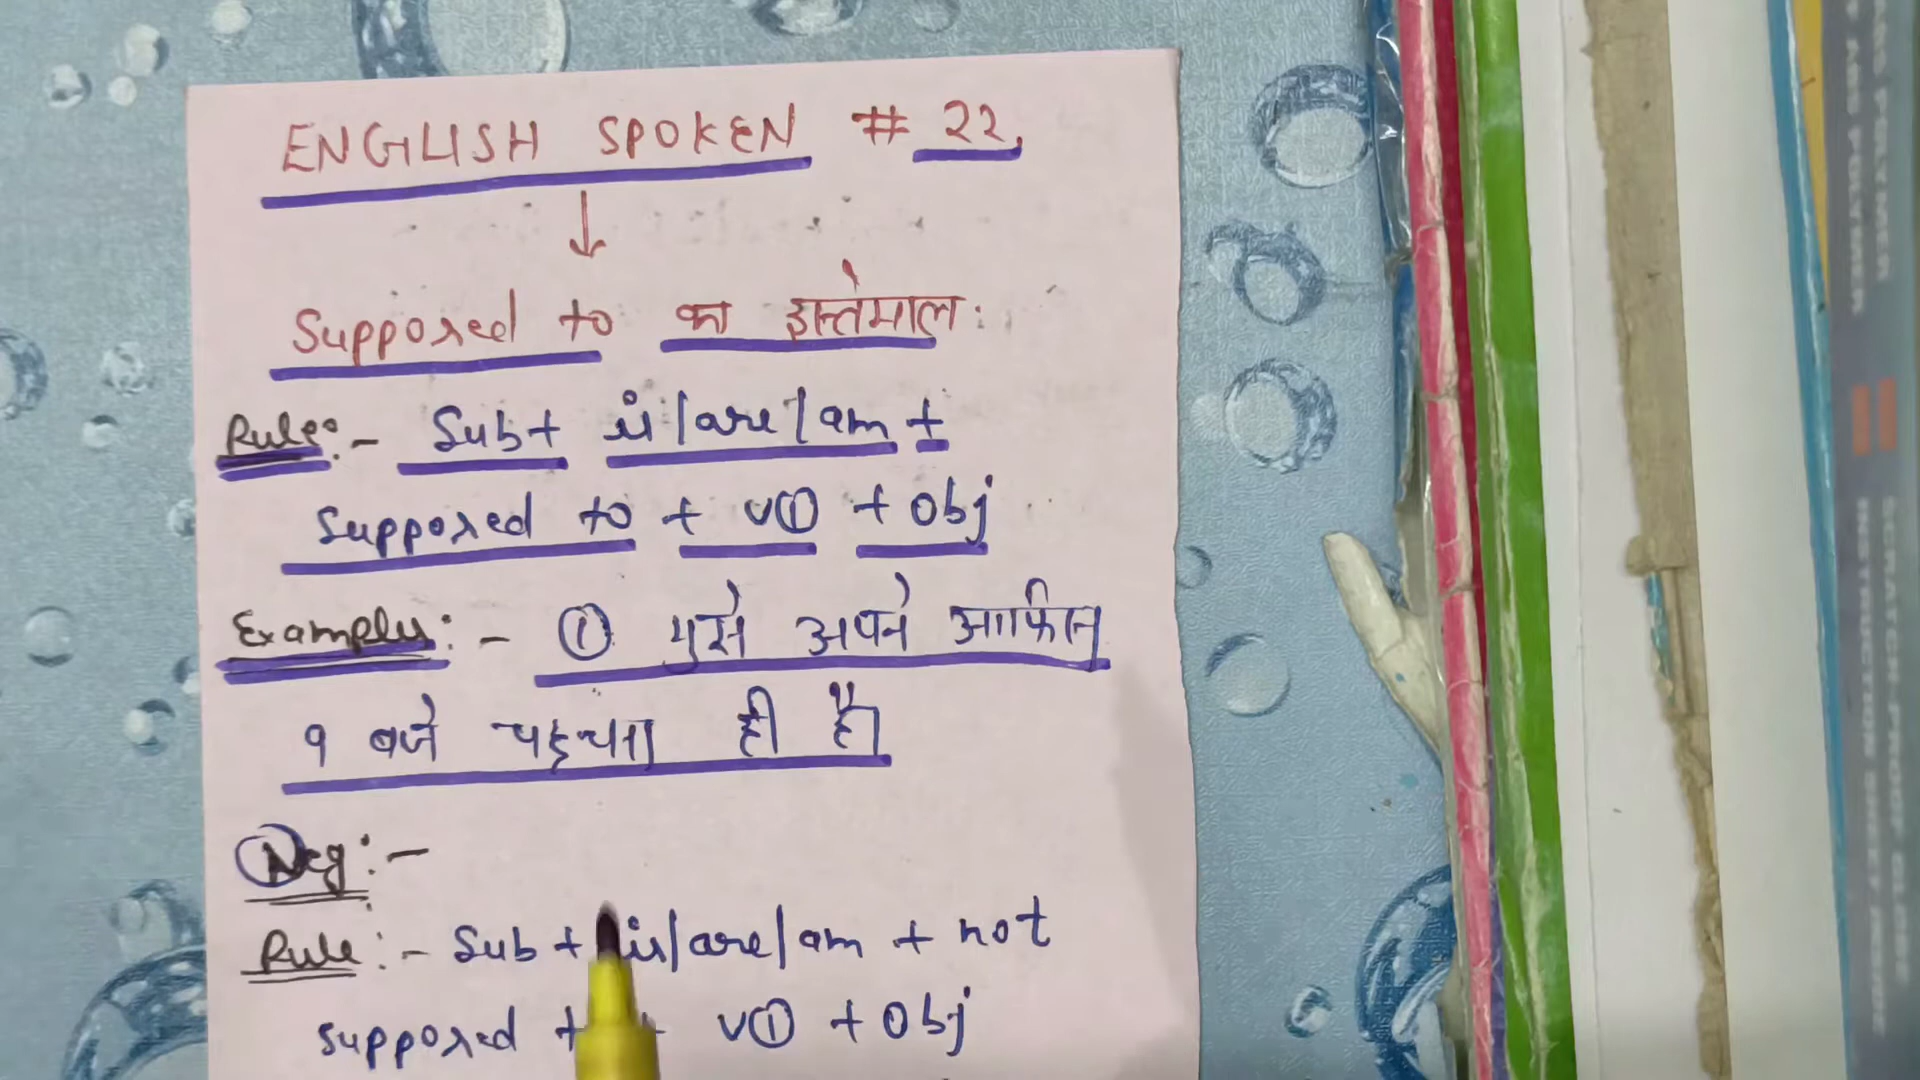 ENGLISH SPOKEN # 22.
Supposed to का इस्तेमाल:
Rule:- Sub + is/are/am +
supposed to + v① + obj
Examples:- ① मुझे अपने आफिस
९ बजे पहुचना ही है।
Neg:-
Rule:- Sub + is/are/am + not
supposed + v① + obj